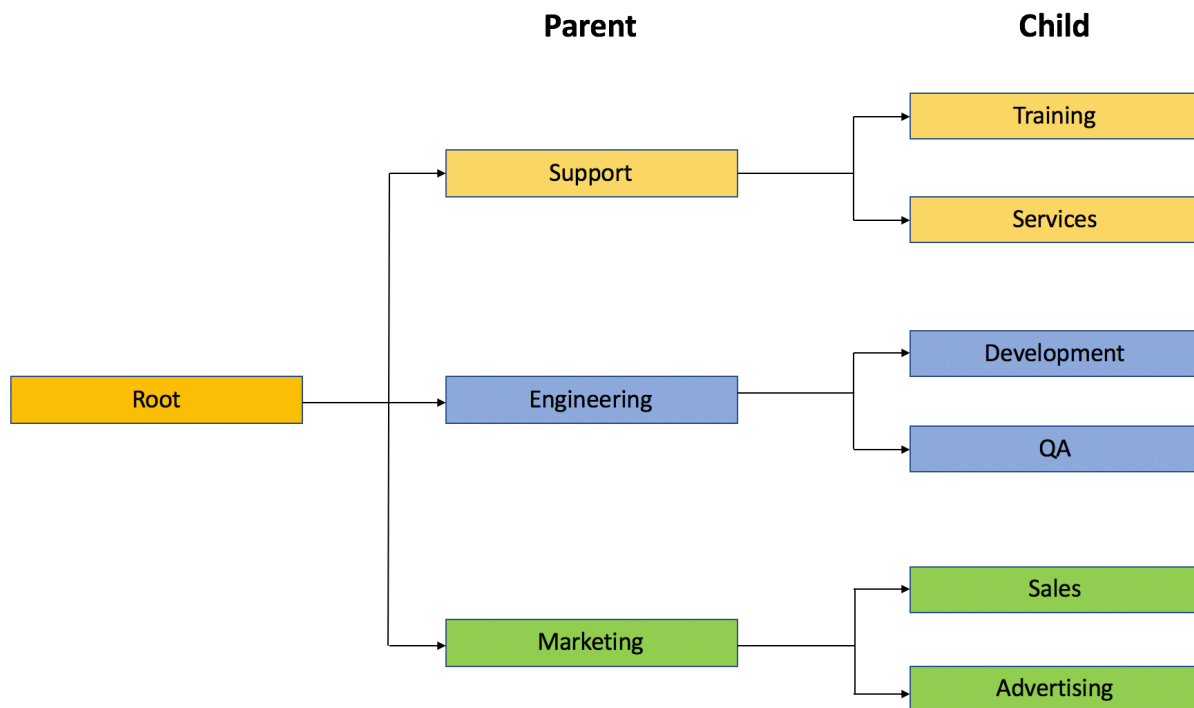 Parent
Child
Training
Support
Services
Development
Root
Engineering
QA
Sales
Marketing
Advertising